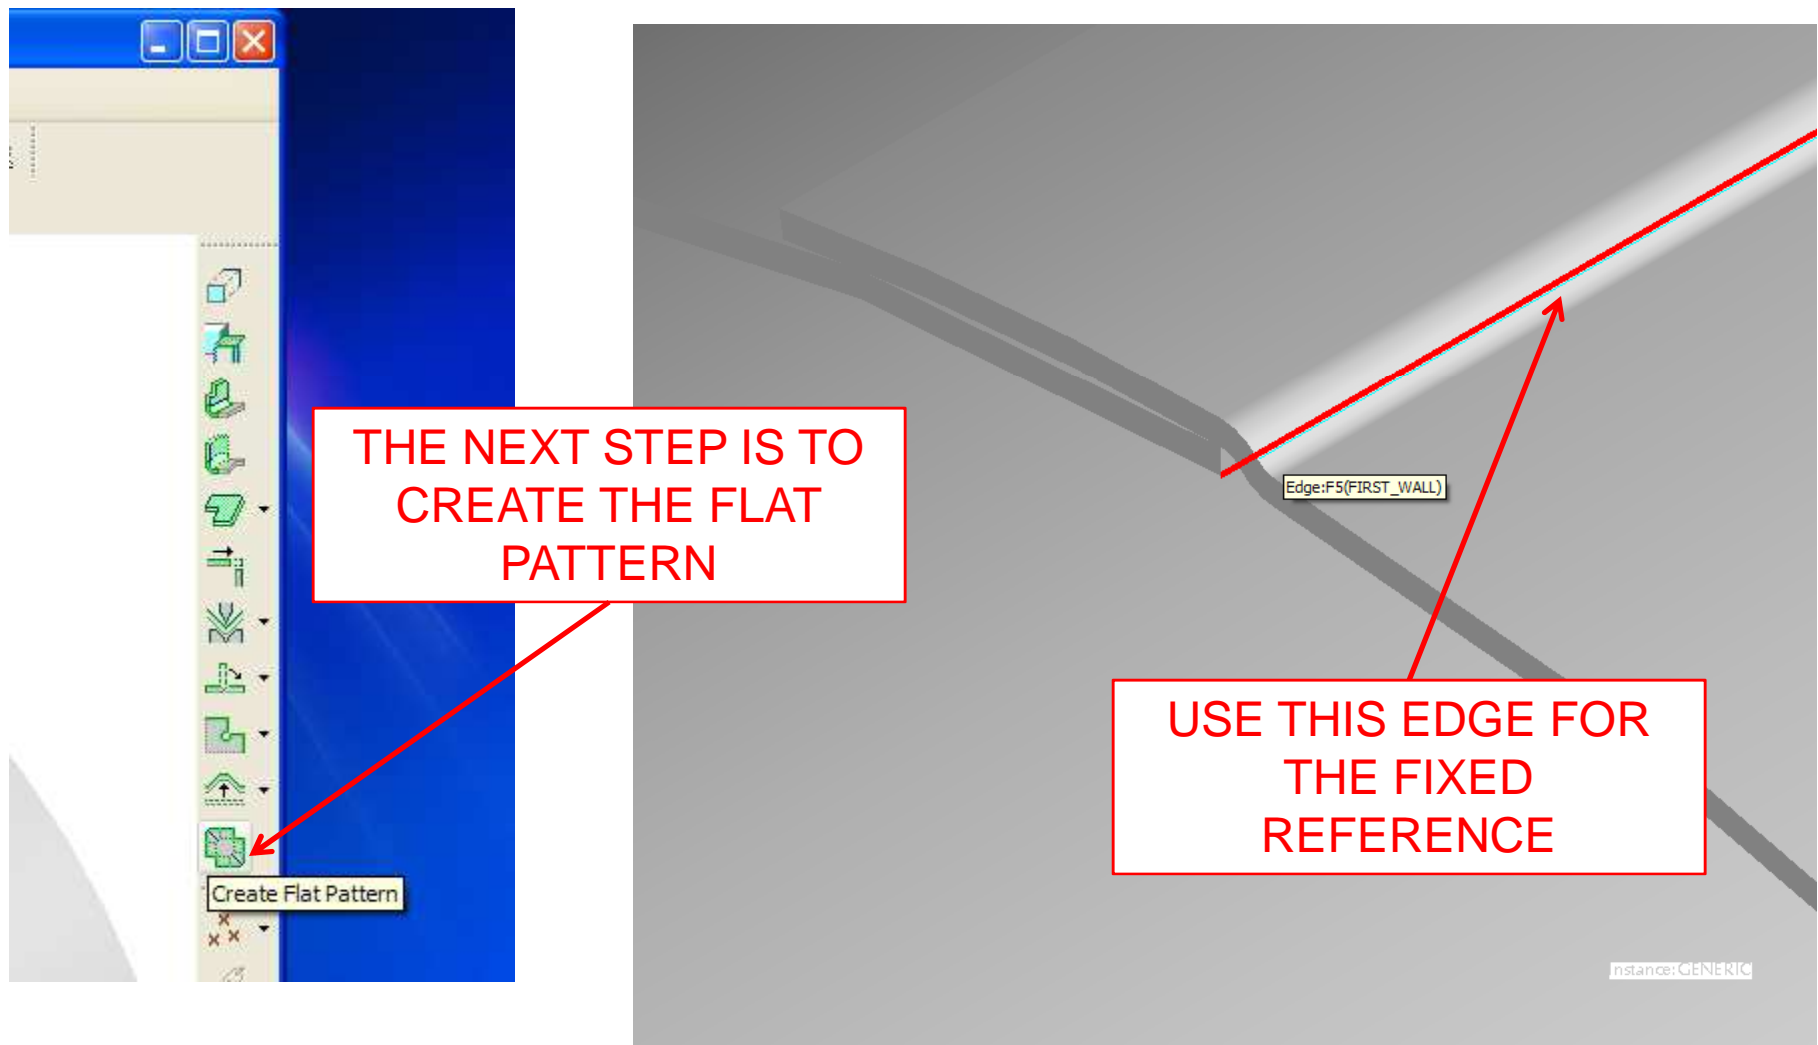 THE NEXT STEP IS TO
CREATE THE FLAT
PATTERN
Create Flat Pattern
Edge:F5(FIRST_WALL)
USE THIS EDGE FOR
THE FIXED
REFERENCE
nstance:GENERIC